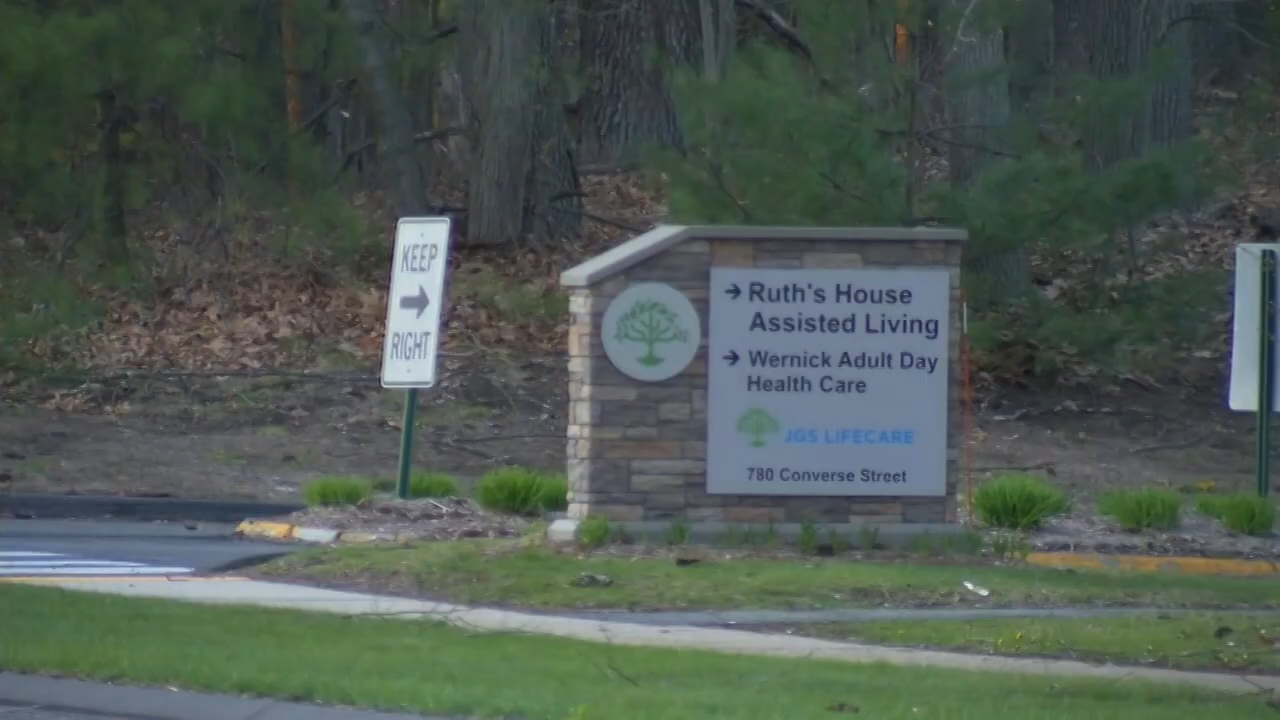 KEEP
→
RIGHT
→ Ruth's House
Assisted Living
→ Wernick Adult Day
Health Care
JGS LIFECARE
780 Converse Street